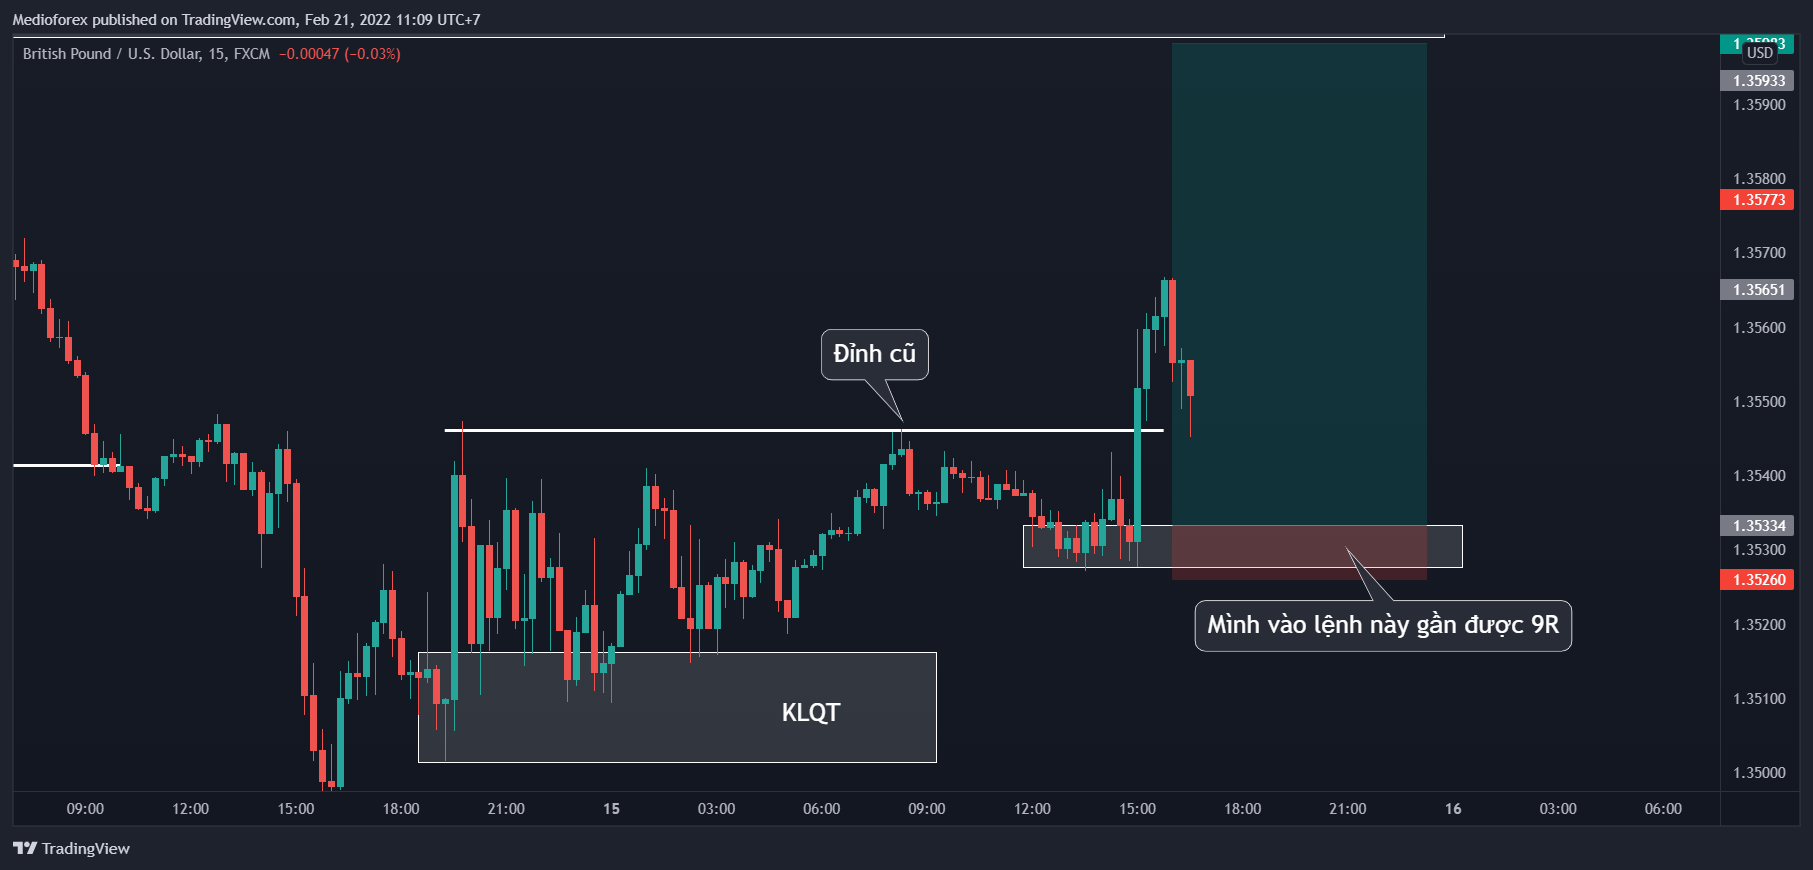 Medioforex published on TradingView.com, Feb 21, 2022 11:09 UTC+7
British Pound / U.S. Dollar, 15, FXCM −0.00047 (−0.03%)
USD
1.35933
1.35900
1.35800
1.35773
1.35700
1.35651
1.35600
Đỉnh cũ
1.35500
1.35400
1.35334
1.35300
1.35260
Mình vào lệnh này gần được 9R
1.35200
KLQT
1.35100
1.35000
09:00 12:00 15:00 18:00 21:00 15 03:00 06:00 09:00 12:00 15:00 18:00 21:00 16 03:00 06:00
TradingView